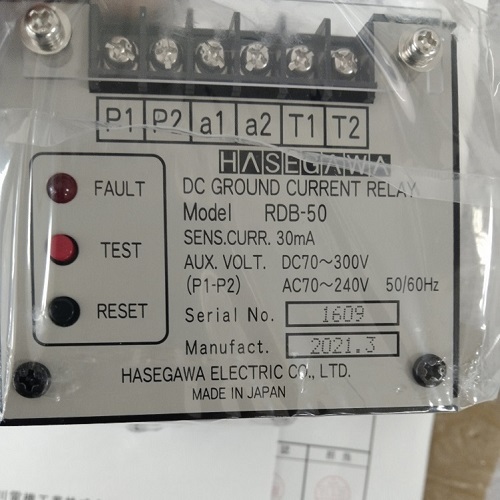 P1 P2 a1 a2 T1 T2
HASEGAWA
DC GROUND CURRENT RELAY
FAULT
TEST
RESET
Model RDB-50
SENS.CURR. 30mA
AUX. VOLT. DC70～300V
(P1-P2) AC70～240V 50/60Hz
Serial No. 1609
Manufact. 2021.3
HASEGAWA ELECTRIC CO., LTD.
MADE IN JAPAN